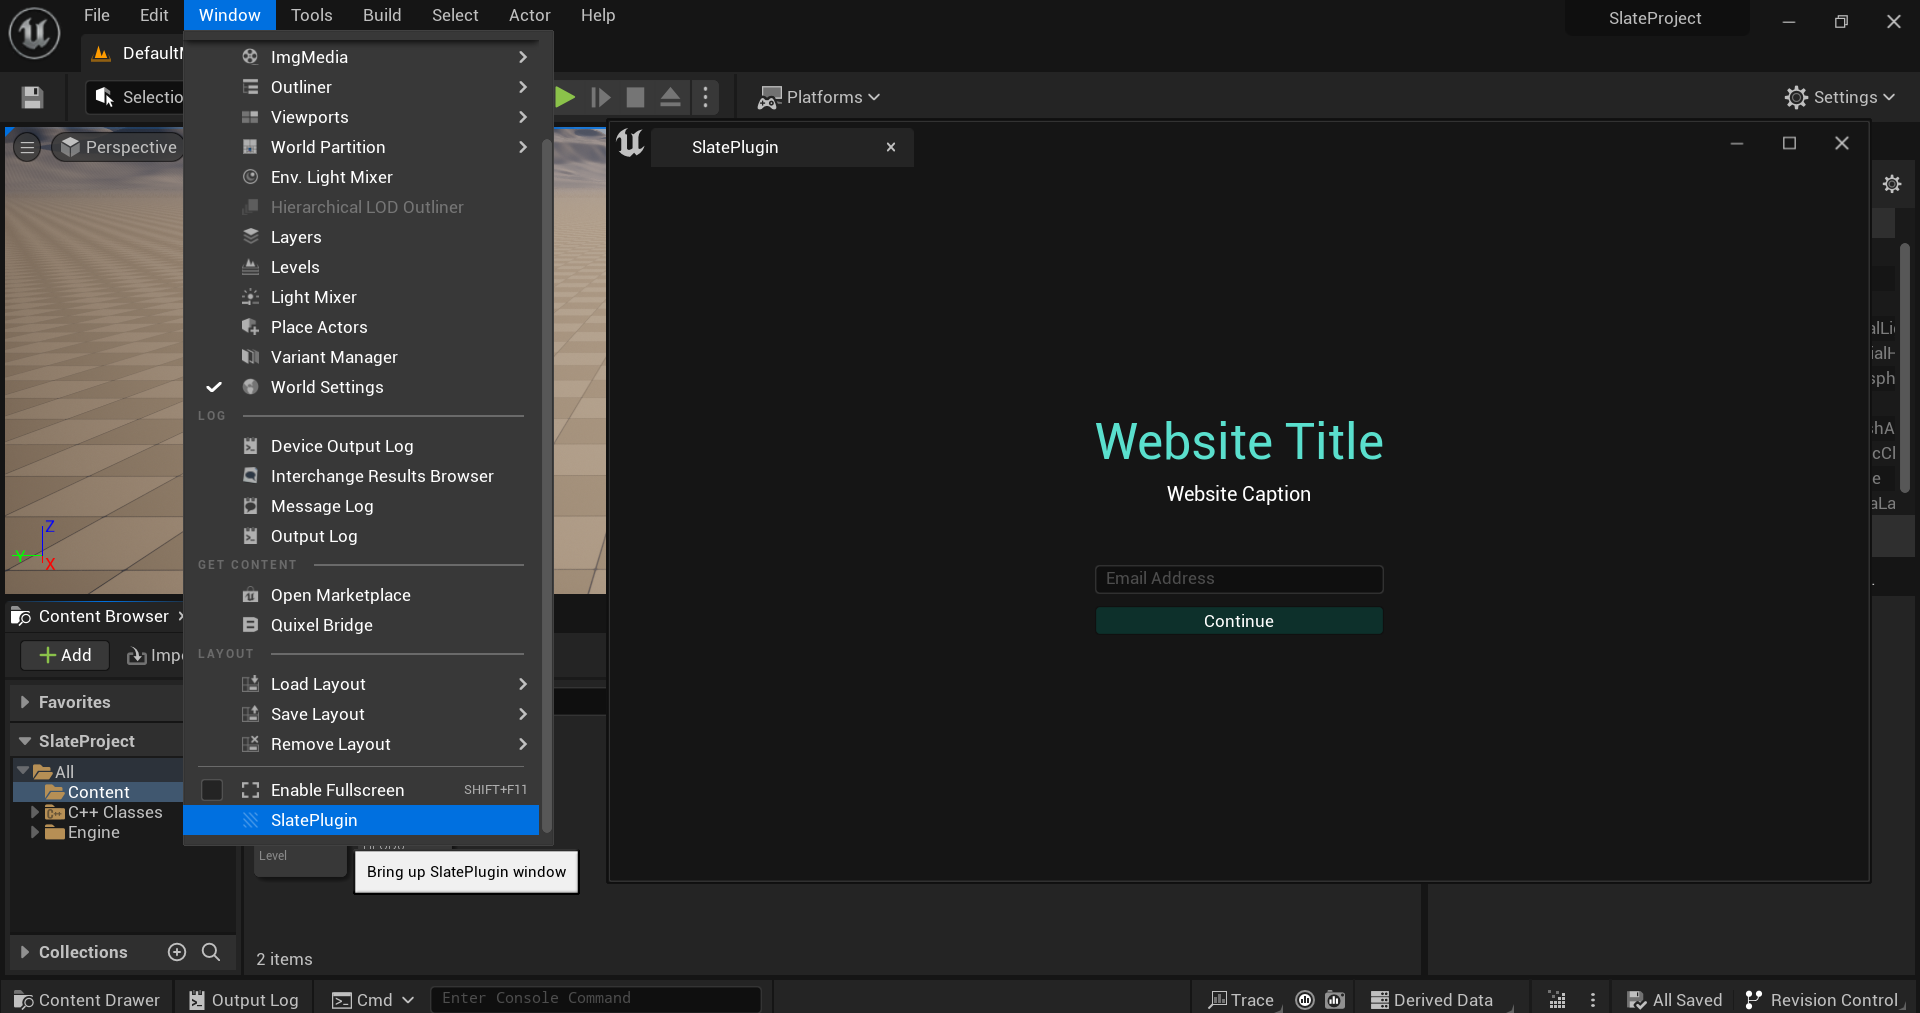 File Edit Window Tools Build Select Actor Help
SlateProject
Platforms
Settings
Perspective
ImgMedia
Outliner
Viewports
World Partition
Env. Light Mixer
Hierarchical LOD Outliner
Layers
Levels
Light Mixer
Place Actors
Variant Manager
World Settings
LOG
Device Output Log
Interchange Results Browser
Message Log
Output Log
GET CONTENT
Open Marketplace
Quixel Bridge
LAYOUT
Load Layout
Save Layout
Remove Layout
Enable Fullscreen SHIFT+F11
SlatePlugin
Bring up SlatePlugin window
SlatePlugin
Website Title
Website Caption
Email Address
Continue
Z
Y
X
Content Browser
Add
Favorites
SlateProject
All
Content
C++ Classes
Engine
Level
Collections
2 items
Content Drawer
Output Log
Cmd
Enter Console Command
Trace
Derived Data
All Saved
Revision Control